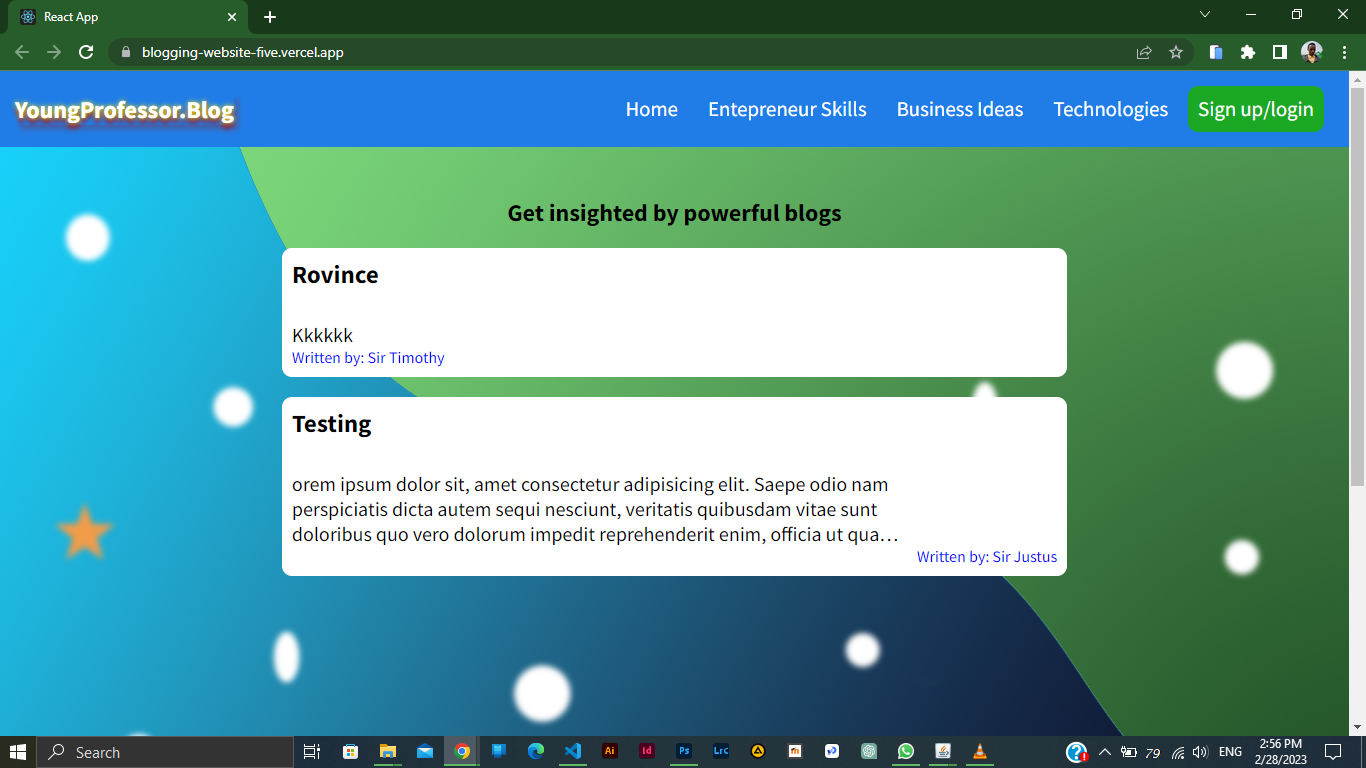 React App
blogging-website-five.vercel.app
YoungProfessor.Blog
Home Entepreneur Skills Business Ideas Technologies Sign up/login
Get insighted by powerful blogs
Rovince
Kkkkkk
Written by: Sir Timothy
Testing
orem ipsum dolor sit, amet consectetur adipisicing elit. Saepe odio nam
perspiciatis dicta autem sequi nesciunt, veritatis quibusdam vitae sunt
doloribus quo vero dolorum impedit reprehenderit enim, officia ut qua…
Written by: Sir Justus
Search
Ai Id Ps LrC
79 ENG
2:56 PM
2/28/2023